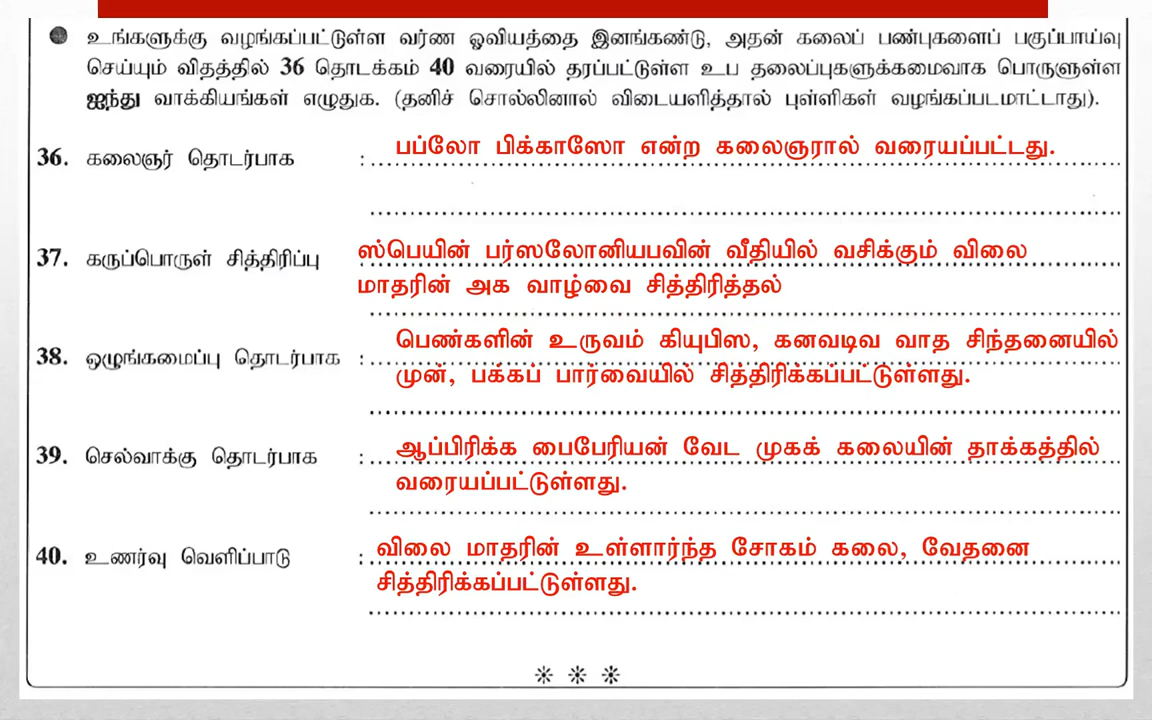 உங்களுக்கு வழங்கப்பட்டுள்ள வர்ண ஓவியத்தை இனங்கண்டு, அதன் கலைப் பண்புகளைப் பகுப்பாய்வு
செய்யும் விதத்தில் 36 தொடக்கம் 40 வரையில் தரப்பட்டுள்ள உப தலைப்புகளுக்கமைவாக பொருளுள்ள
ஐந்து வாக்கியங்கள் எழுதுக. (தனிச் சொல்லினால் விடையளித்தால் புள்ளிகள் வழங்கப்படமாட்டாது).
36. கலைஞர் தொடர்பாக : பப்லோ பிக்காஸோ என்ற கலைஞரால் வரையப்பட்டது.
37. கருப்பொருள் சித்திரிப்பு : ஸ்பெயின் பர்ஸலோனியபவின் வீதியில் வசிக்கும் விலை
மாதரின் அக வாழ்வை சித்திரித்தல்
38. ஒழுங்கமைப்பு தொடர்பாக : பெண்களின் உருவம் கியுபிஸ, கனவடிவ வாத சிந்தனையில்
முன், பக்கப் பார்வையில் சித்திரிக்கப்பட்டுள்ளது.
39. செல்வாக்கு தொடர்பாக : ஆப்பிரிக்க பைபேரியன் வேட முகக் கலையின் தாக்கத்தில்
வரையப்பட்டுள்ளது.
40. உணர்வு வெளிப்பாடு : விலை மாதரின் உள்ளார்ந்த சோகம் கலை, வேதனை
சித்திரிக்கப்பட்டுள்ளது.